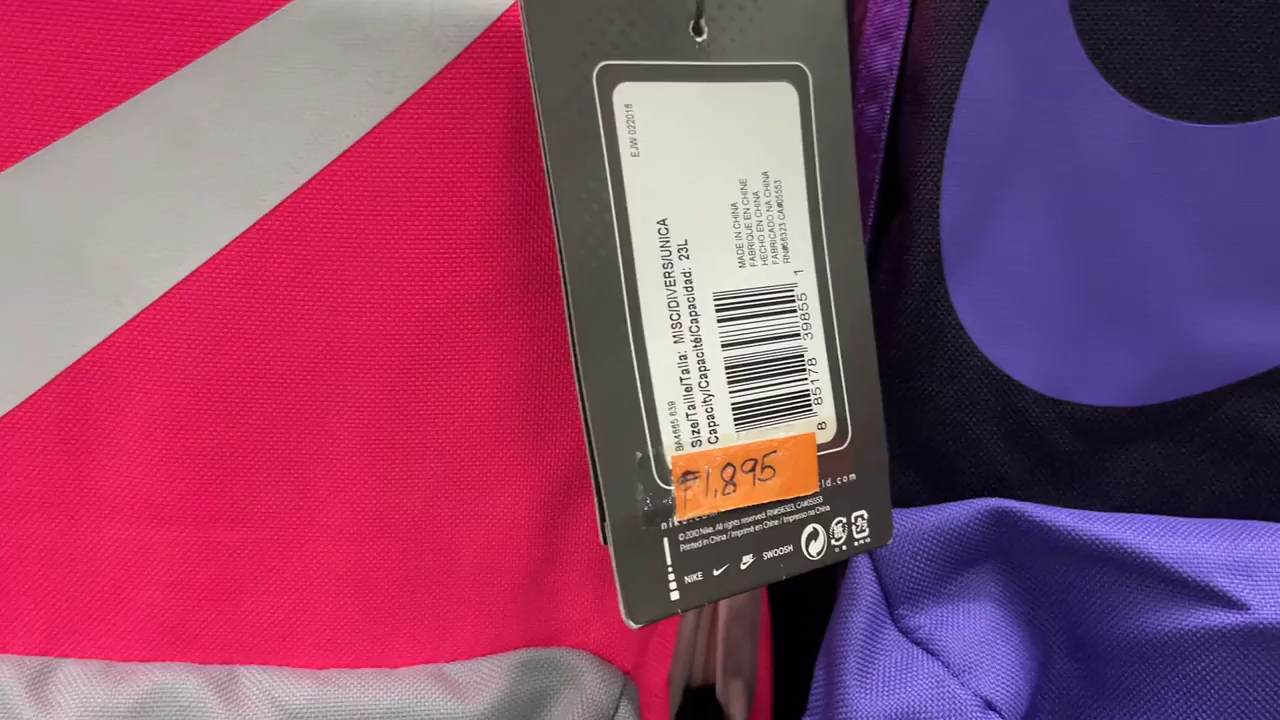 EJW 022016
MADE IN CHINA
FABRIQUE EN CHINE
HECHO EN CHINA
FABRICADO NA CHINA
RN#56323 CA#05553
BA4665 639
Size/Taille/Talla: MISC/DIVERS/UNICA
Capacity/Capacité/Capacidad: 23L
8 85178 39855 1
₱1,895
© 2010 Nike. All rights reserved. RN#56323, CA#05553
Printed in China / Imprimé en Chine / Impresso na China
NIKE SWOOSH